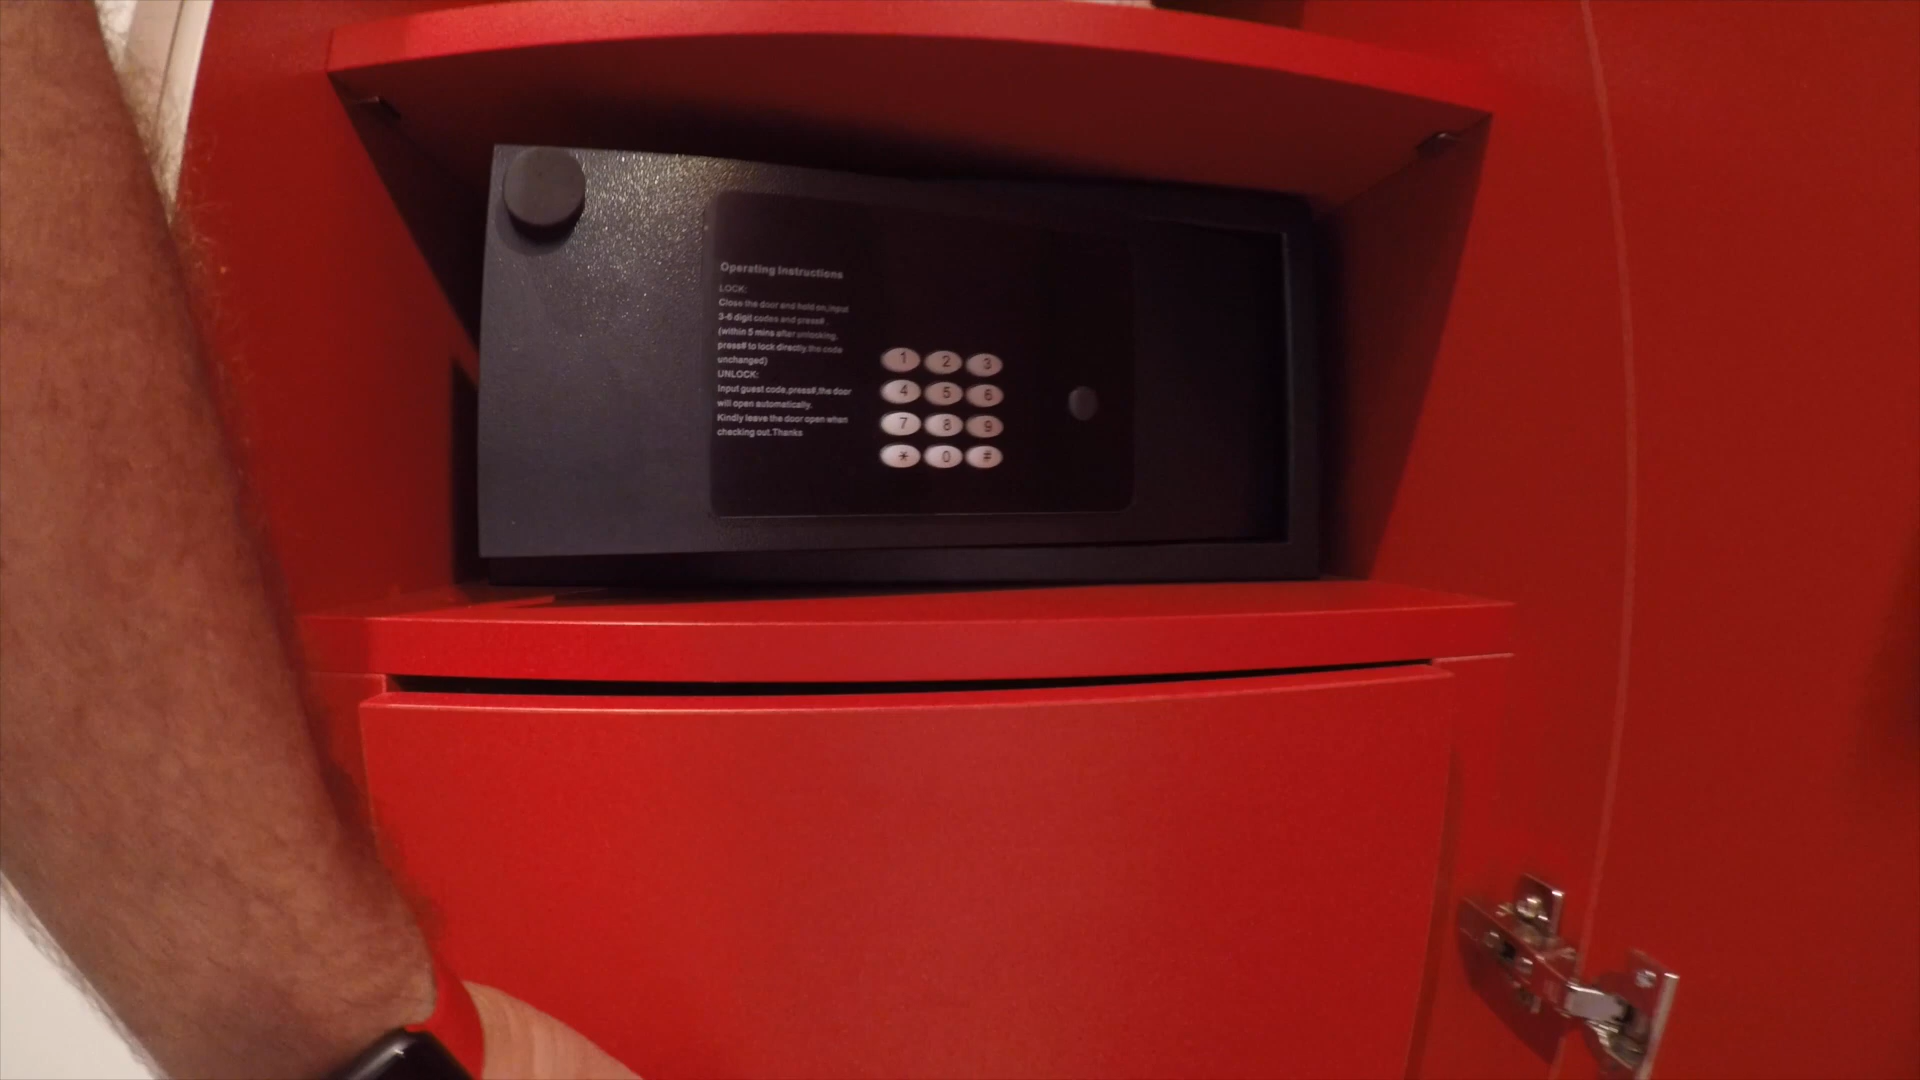 Operating Instructions
LOCK:
Close the door and hold on,input
3-6 digit codes and press# .
(within 5 mins after unlocking,
press# to lock directly,the code
unchanged)
UNLOCK:
Input guest code,press#,the door
will open automatically.
Kindly leave the door open when
checking out.Thanks
1 2 3
4 5 6
7 8 9
* 0 #